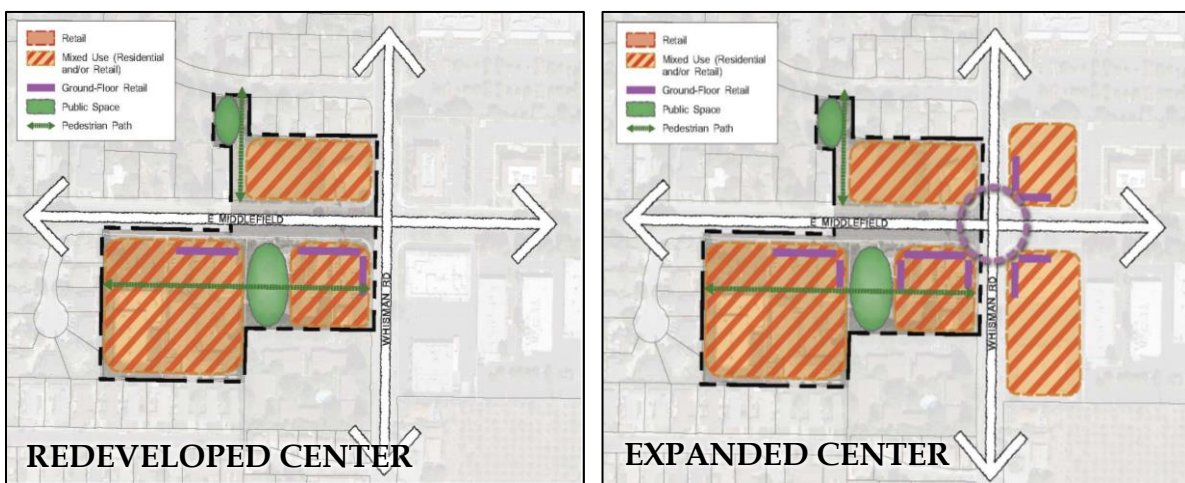 Retail
Mixed Use (Residential
and/or Retail)
Ground-Floor Retail
Public Space
Pedestrian Path
E MIDDLEFIELD
WHISMAN RD
REDEVELOPED CENTER
Retail
Mixed Use (Residential
and/or Retail)
Ground-Floor Retail
Public Space
Pedestrian Path
E MIDDLEFIELD
WHISMAN RD
EXPANDED CENTER